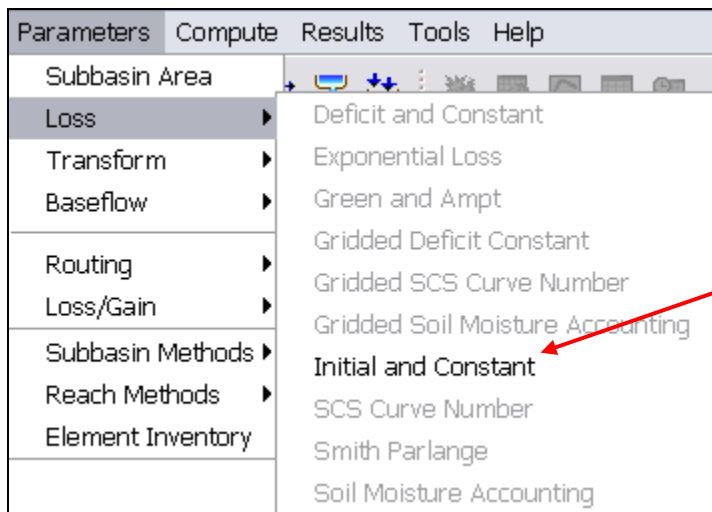 Parameters Compute Results Tools Help
Subbasin Area
Loss
Transform
Baseflow
Routing
Loss/Gain
Subbasin Methods
Reach Methods
Element Inventory
Deficit and Constant
Exponential Loss
Green and Ampt
Gridded Deficit Constant
Gridded SCS Curve Number
Gridded Soil Moisture Accounting
Initial and Constant
SCS Curve Number
Smith Parlange
Soil Moisture Accounting